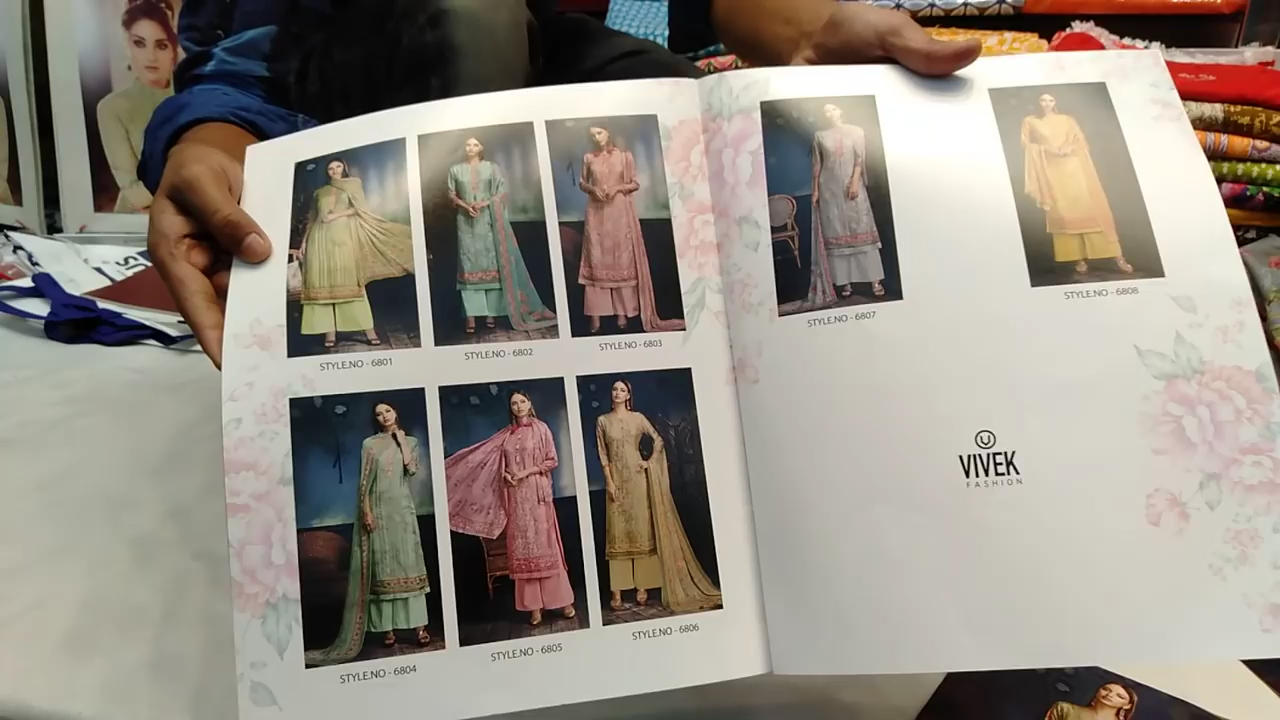 STYLE.NO - 6801
STYLE.NO - 6802
STYLE.NO - 6803
STYLE.NO - 6804
STYLE.NO - 6805
STYLE.NO - 6806
STYLE.NO - 6807
STYLE.NO - 6808
VIVEK
FASHION